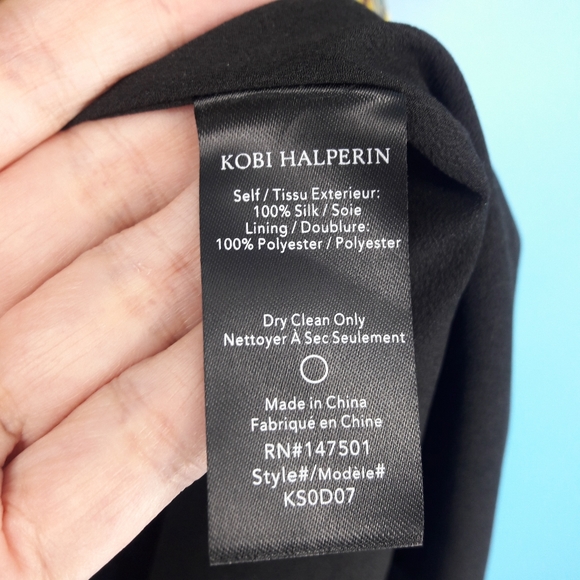 KOBI HALPERIN
Self / Tissu Exterieur:
100% Silk / Soie
Lining / Doublure:
100% Polyester / Polyester
Dry Clean Only
Nettoyer À Sec Seulement
Made in China
Fabriqué en Chine
RN#147501
Style#/Modèle#
KS0D07